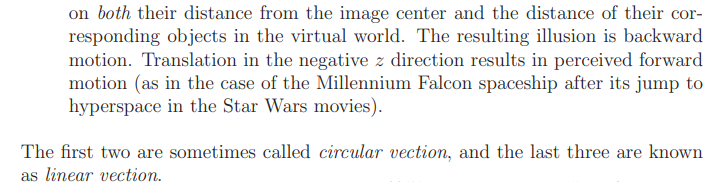 on both their distance from the image center and the distance of their cor-
responding objects in the virtual world. The resulting illusion is backward
motion. Translation in the negative z direction results in perceived forward
motion (as in the case of the Millennium Falcon spaceship after its jump to
hyperspace in the Star Wars movies).
The first two are sometimes called circular vection, and the last three are known
as linear vection.